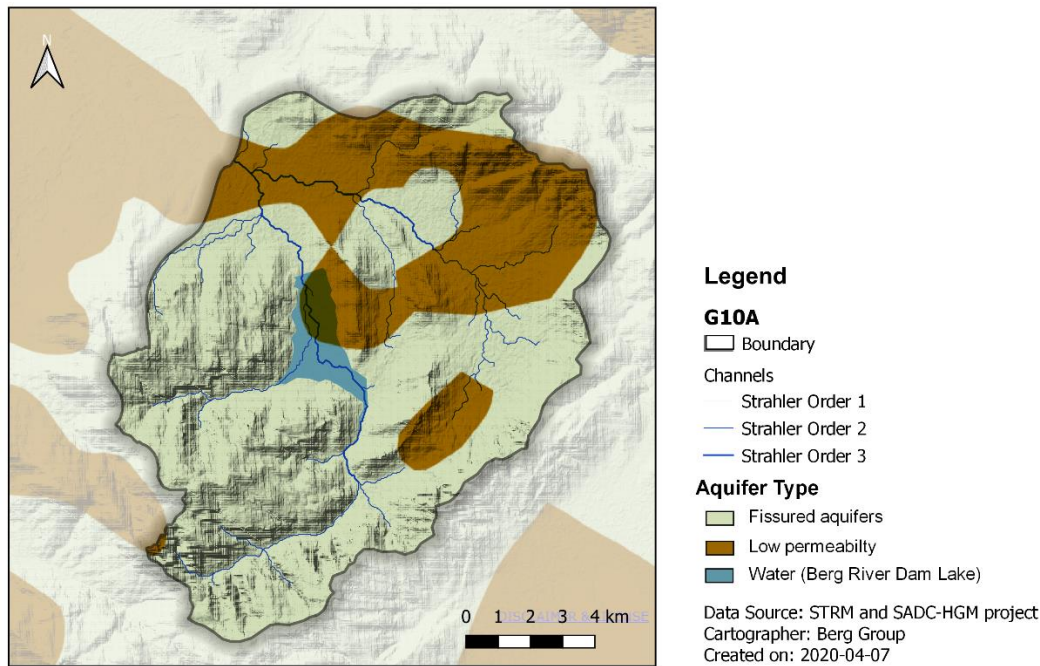 N
0 1 2 3 4 km
DISCLAIMER & LICENSE
Legend
G10A
Boundary
Channels
Strahler Order 1
Strahler Order 2
Strahler Order 3
Aquifer Type
Fissured aquifers
Low permeabilty
Water (Berg River Dam Lake)
Data Source: STRM and SADC-HGM project
Cartographer: Berg Group
Created on: 2020-04-07